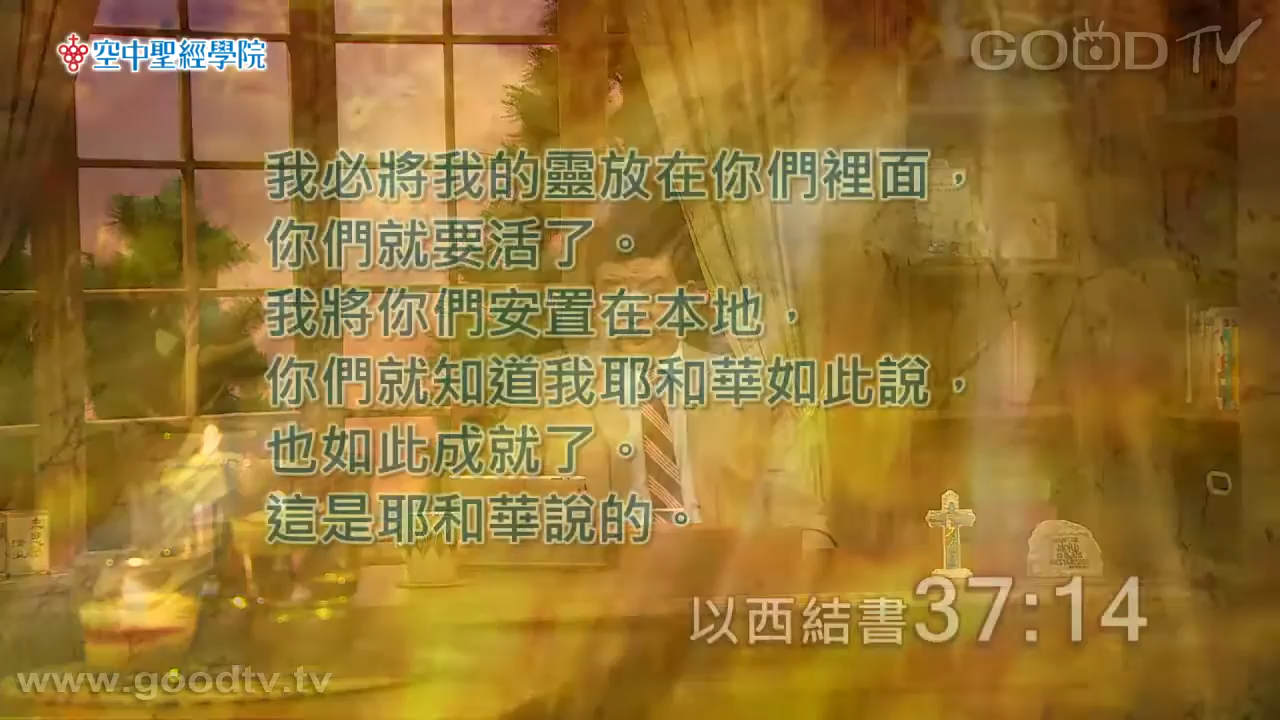 空中聖經學院
GOOD TV
我必將我的靈放在你們裡面，
你們就要活了。
我將你們安置在本地，
你們就知道我耶和華如此說，
也如此成就了。
這是耶和華說的。
以西結書37:14
www.goodtv.tv